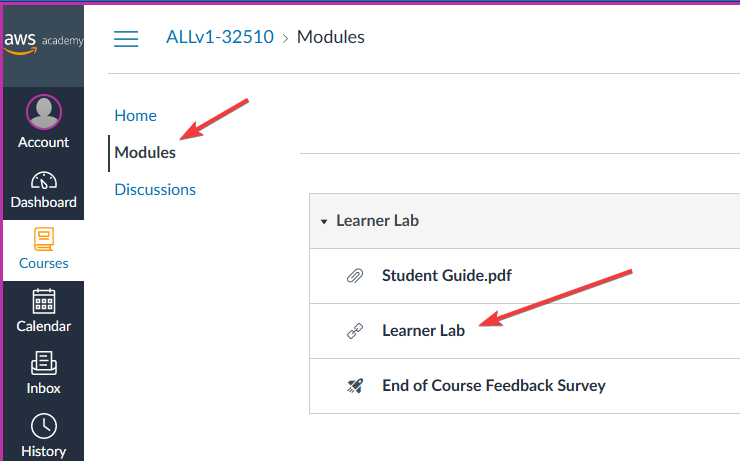 aws academy
Account
Dashboard
Courses
Calendar
Inbox
History
ALLv1-32510 > Modules
Home
Modules
Discussions
Learner Lab
Student Guide.pdf
Learner Lab
End of Course Feedback Survey